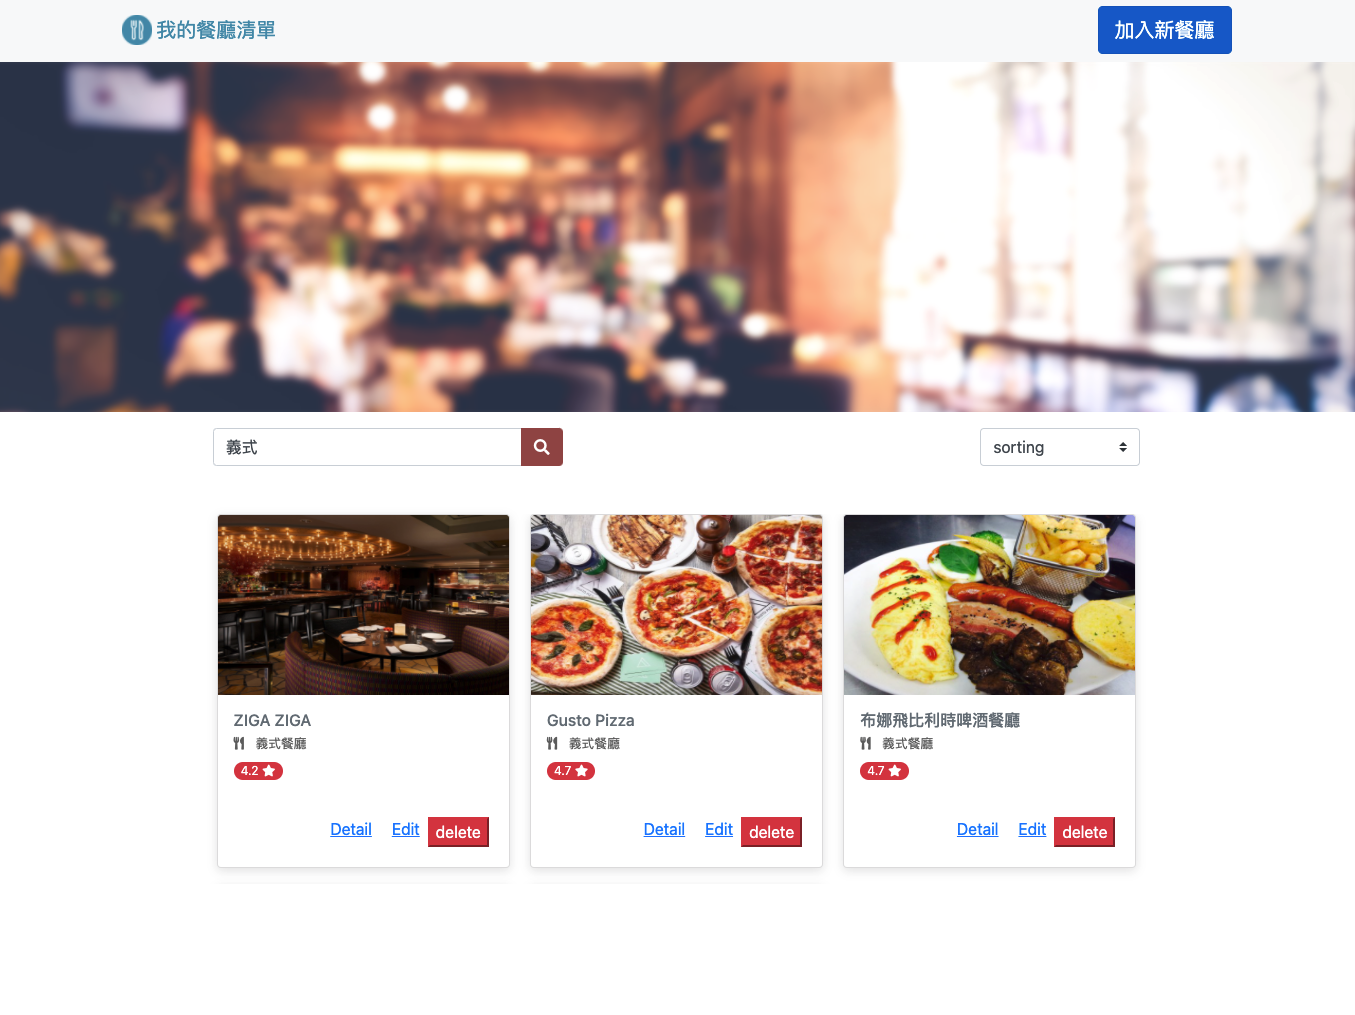 我的餐廳清單
加入新餐廳
義式
sorting
ZIGA ZIGA
義式餐廳
4.2
Detail Edit delete
Gusto Pizza
義式餐廳
4.7
Detail Edit delete
布娜飛比利時啤酒餐廳
義式餐廳
4.7
Detail Edit delete